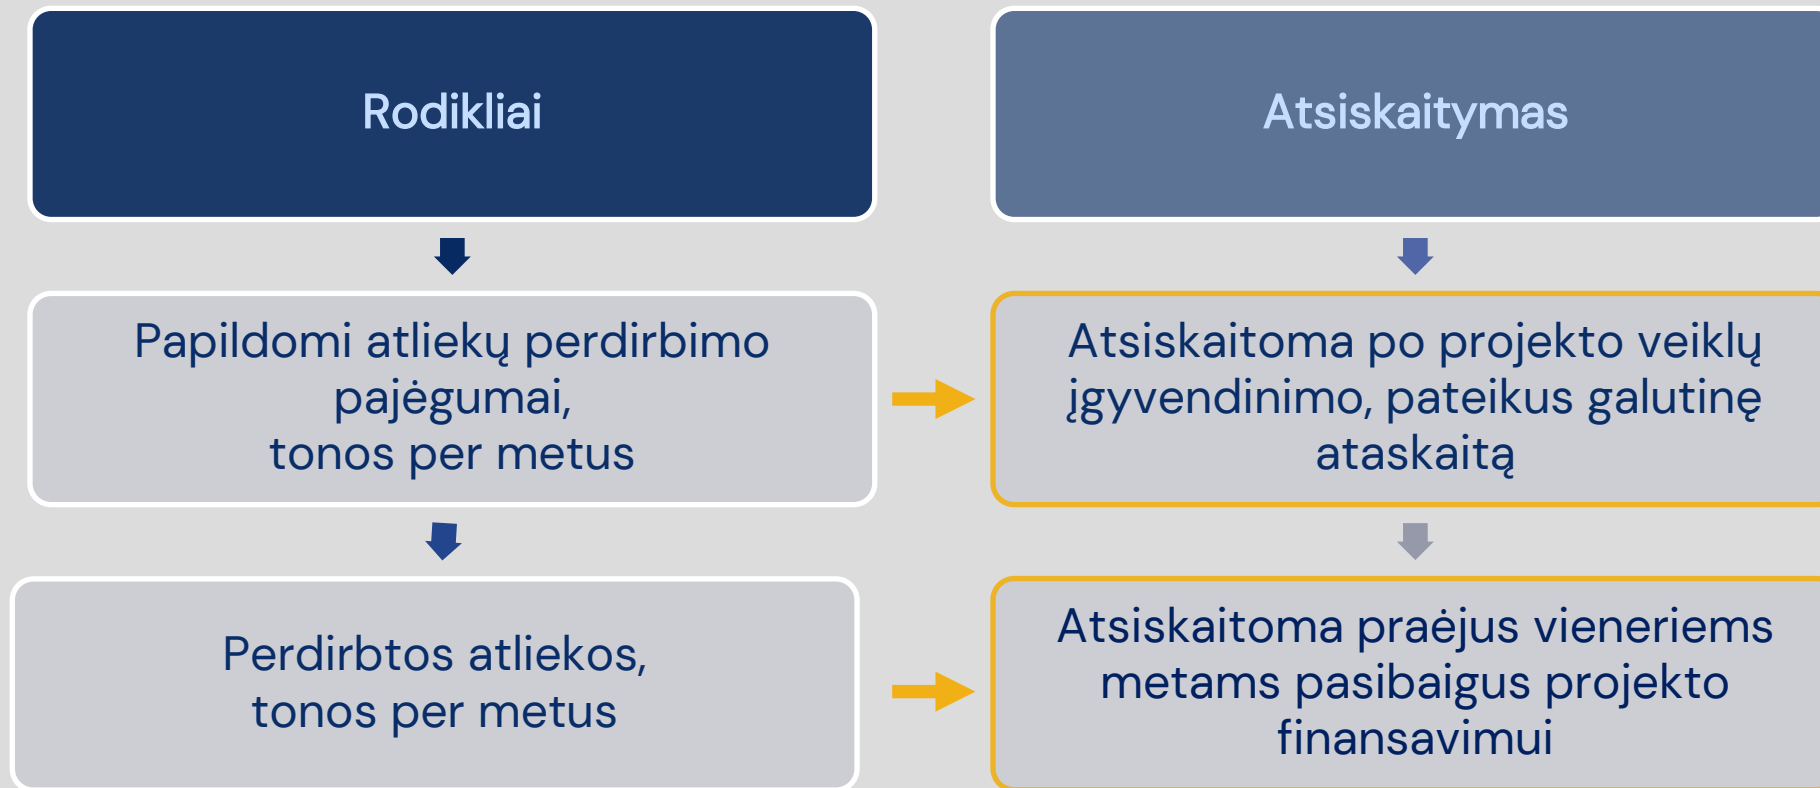 Rodikliai
Atsiskaitymas
Papildomi atliekų perdirbimo
pajėgumai,
tonos per metus
Atsiskaitoma po projekto veiklų
įgyvendinimo, pateikus galutinę
ataskaitą
Perdirbtos atliekos,
tonos per metus
Atsiskaitoma praėjus vieneriems
metams pasibaigus projekto
finansavimui